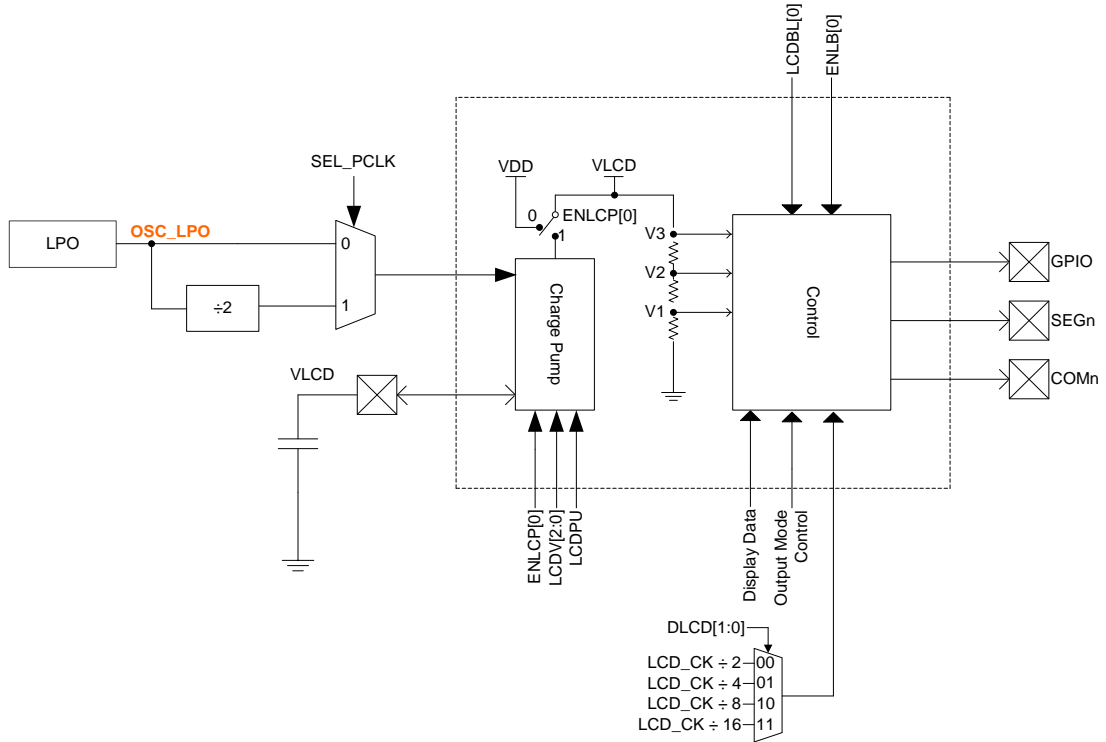 LCDBL[0]
ENLB[0]
SEL_PCLK
VDD
VLCD
0
ENLCP[0]
1
LPO
OSC_LPO
0
1
÷2
V3
V2
V1
Charge Pump
Control
GPIO
SEGn
COMn
VLCD
ENLCP[0]
LCDV[2:0]
LCDPU
Display Data
Output Mode
Control
DLCD[1:0]
LCD_CK ÷ 2 00
LCD_CK ÷ 4 01
LCD_CK ÷ 8 10
LCD_CK ÷ 16 11